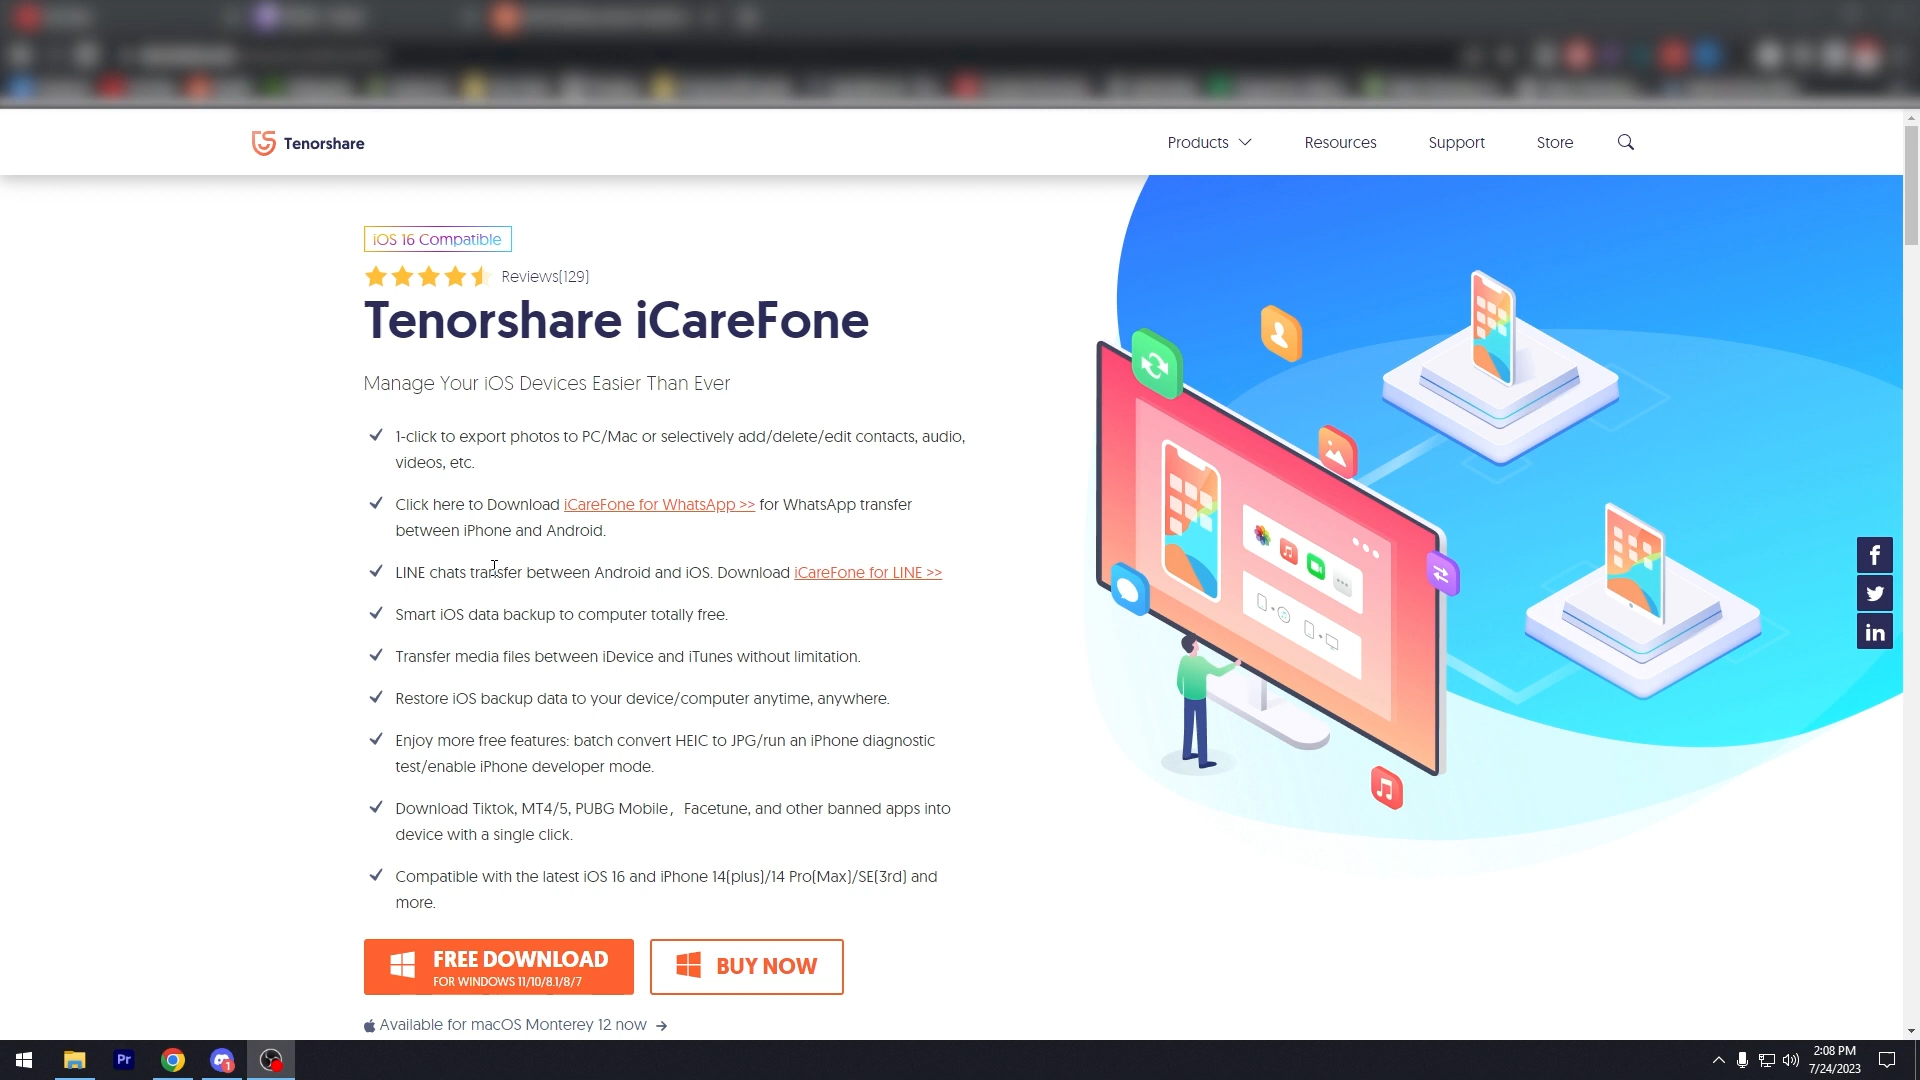 Tenorshare
Products
Resources
Support
Store
iOS 16 Compatible
Reviews(129)
Tenorshare iCareFone
Manage Your iOS Devices Easier Than Ever
1-click to export photos to PC/Mac or selectively add/delete/edit contacts, audio,
videos, etc.
Click here to Download iCareFone for WhatsApp >> for WhatsApp transfer
between iPhone and Android.
LINE chats transfer between Android and iOS. Download iCareFone for LINE >>
Smart iOS data backup to computer totally free.
Transfer media files between iDevice and iTunes without limitation.
Restore iOS backup data to your device/computer anytime, anywhere.
Enjoy more free features: batch convert HEIC to JPG/run an iPhone diagnostic
test/enable iPhone developer mode.
Download Tiktok, MT4/5, PUBG Mobile， Facetune, and other banned apps into
device with a single click.
Compatible with the latest iOS 16 and iPhone 14(plus)/14 Pro(Max)/SE(3rd) and
more.
FREE DOWNLOAD
FOR WINDOWS 11/10/8.1/8/7
BUY NOW
Available for macOS Monterey 12 now
f
in
Pr
1
2:08 PM
7/24/2023